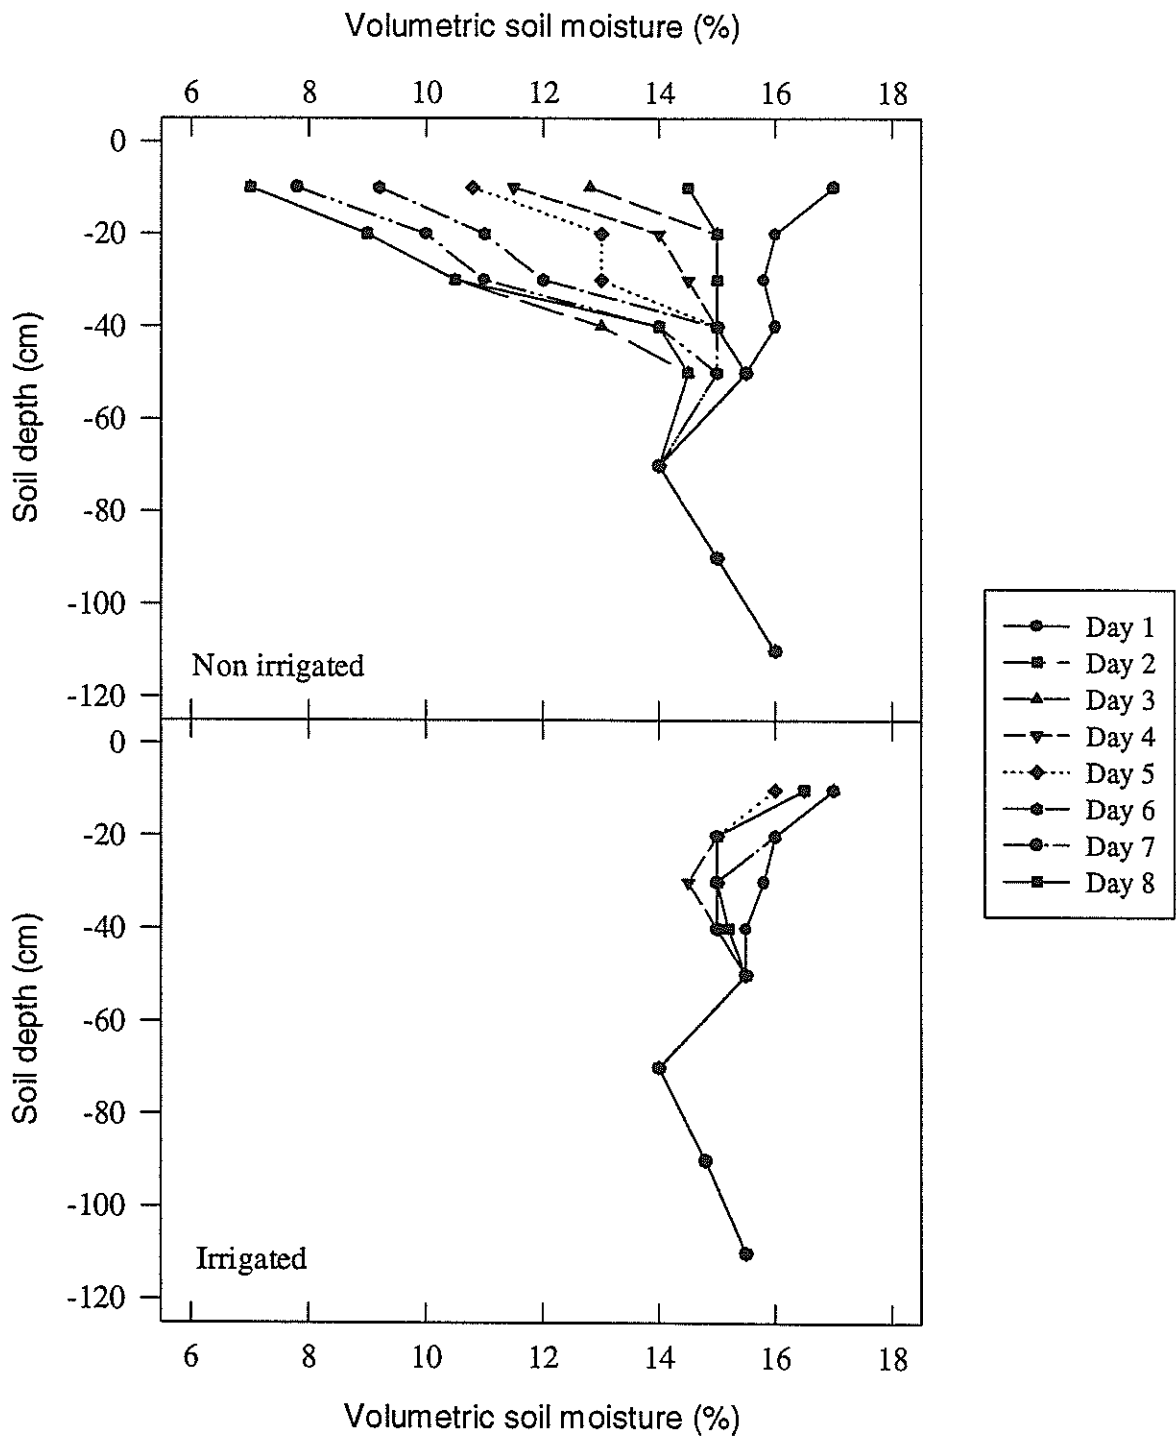 Volumetric soil moisture (%)
6 8 10 12 14 16 18
0
-20
-40
-60
-80
-100
-120
Soil depth (cm)
Non irrigated
0
-20
-40
-60
-80
-100
-120
Soil depth (cm)
Irrigated
6 8 10 12 14 16 18
Volumetric soil moisture (%)
Day 1
Day 2
Day 3
Day 4
Day 5
Day 6
Day 7
Day 8